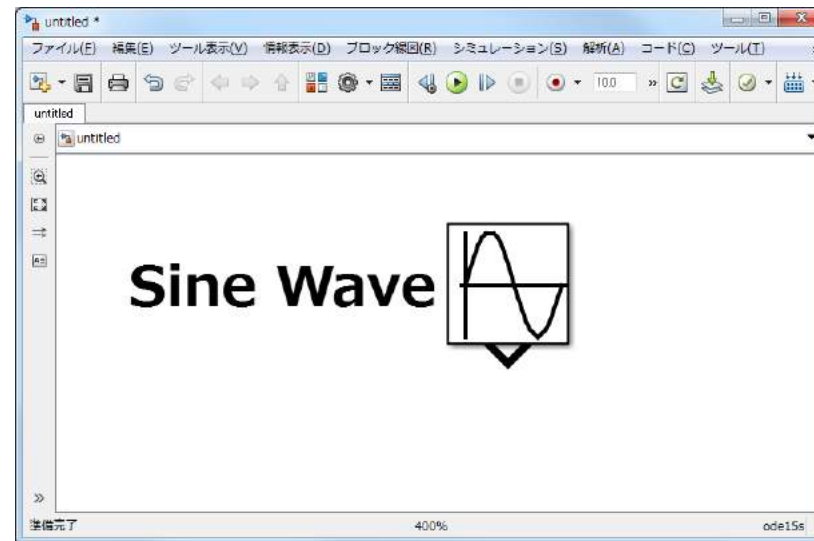 untitled *
ファイル(F) 編集(E) ツール表示(V) 情報表示(D) ブロック線図(R) シミュレーション(S) 解析(A) コード(C) ツール(T)
10.0 »
untitled
untitled
Sine Wave
»
準備完了 400% ode15s